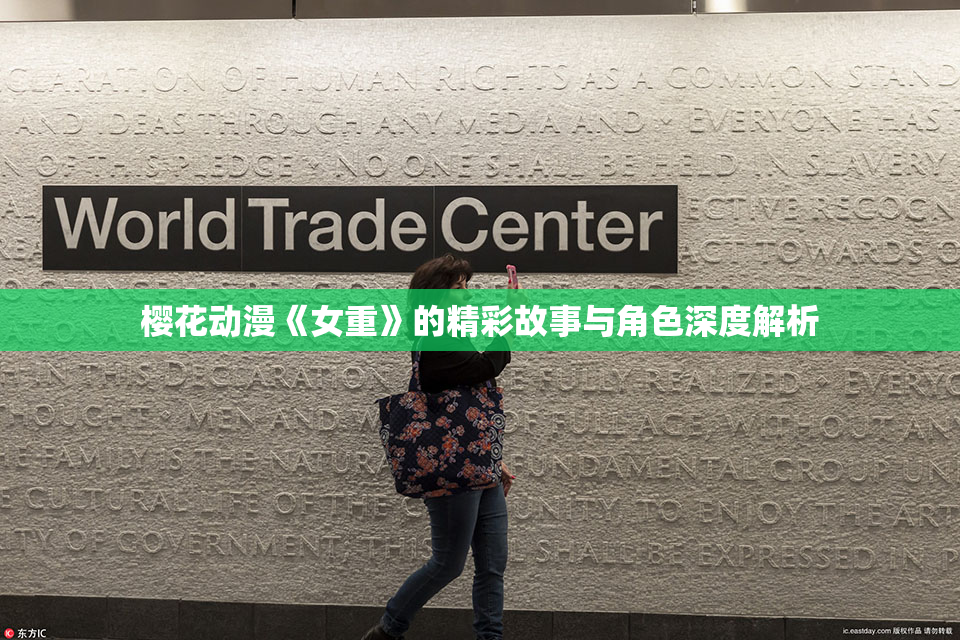 CLARATION OF HUMAN RIGHTS AS A COMMON STAND
AND IDEAS THROUGH ANY MEDIA AND EVERYONE HAS T
OF THIS PLEDGE NO ONE SHALL BE HELD IN SLAVERY
World Trade Center
ECTIVE RECOGN
ACT TOWARDS O
樱花动漫《女重》的精彩故事与角色深度解析
IN THIS DECLARATION FULLY REALIZED EVERYO
THOUGHT MEN AND OF FULL AGE WITHO
E FAMILY IS THE NATURA FUNDAMENTAL GROUP
E CULTURAL LIFE OF THE UNITY, TO ENJOY THE ART
TY OF GOVERNMENT; THIS SHALL BE EXPRESSED IN P
东方IC
ic.eastday.com 版权作品 请勿转载